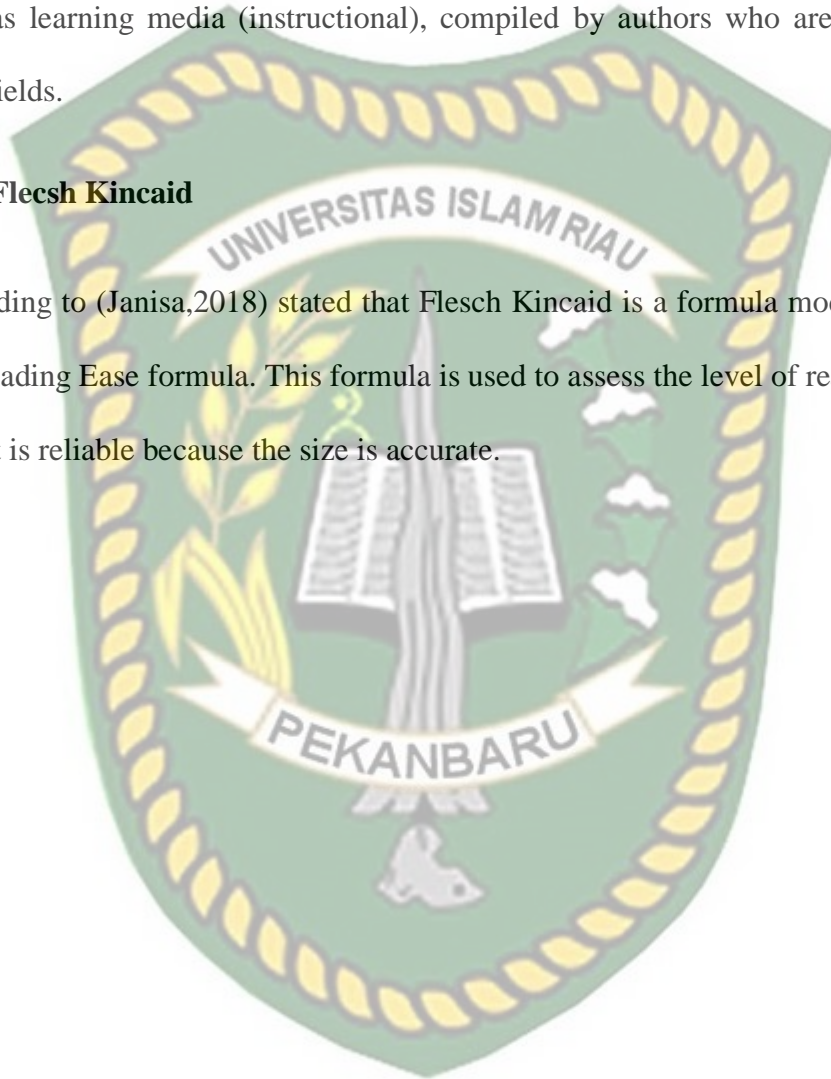 as learning media (instructional), compiled by authors who are
ields.
Flecsh Kincaid
UNIVERSITAS ISLAM RIAU
ding to (Janisa,2018) stated that Flesch Kincaid is a formula mo
ading Ease formula. This formula is used to assess the level of re
t is reliable because the size is accurate.
PEKANBARU